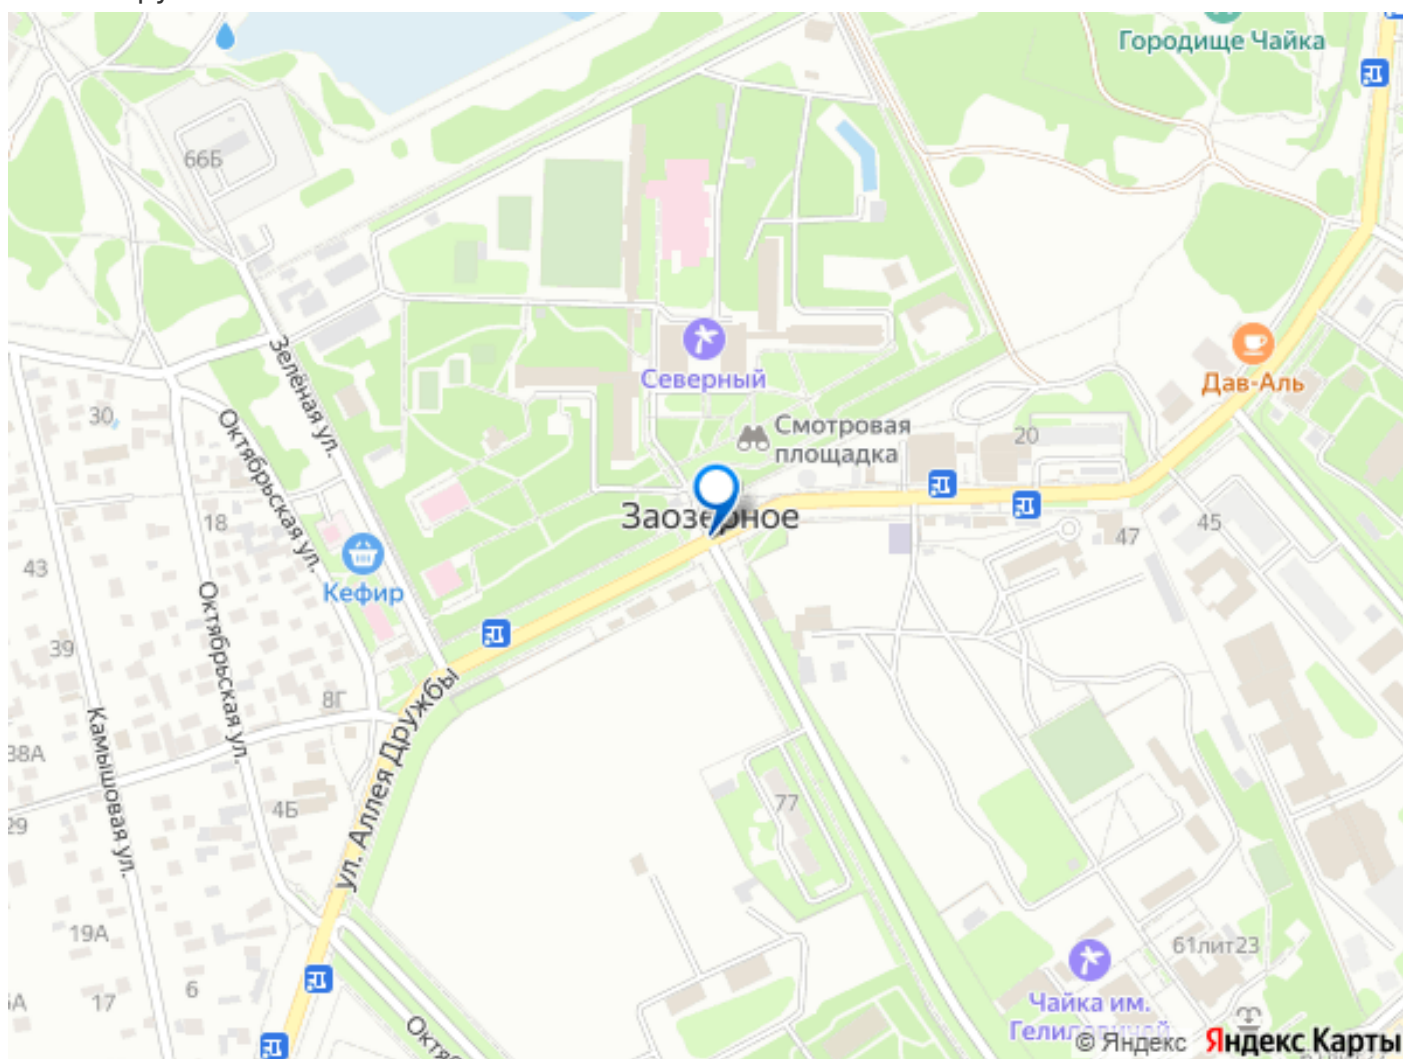 Городище Чайка
66Б
Зелёная ул.
Северный
Дав-Аль
30
Октябрьская ул.
Смотровая
площадка
20
18
Заозёрное
47
45
43
Кефир
Октябрьская ул.
39
8Г
ул. Аллея Дружбы
Камышовая ул.
38А
29
4Б
77
19А
61лит23
6
17
Чайка им.
© Яндекс
Яндекс Карты